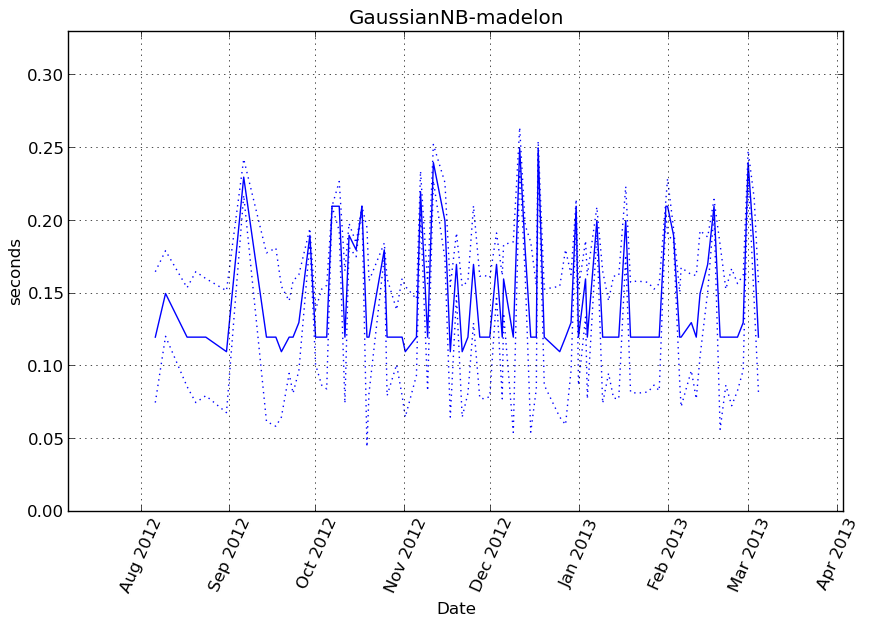 GaussianNB-madelon
0.30
0.25
0.20
0.15
0.10
0.05
0.00
seconds
Aug 2012
Sep 2012
Oct 2012
Nov 2012
Dec 2012
Jan 2013
Feb 2013
Mar 2013
Apr 2013
Date